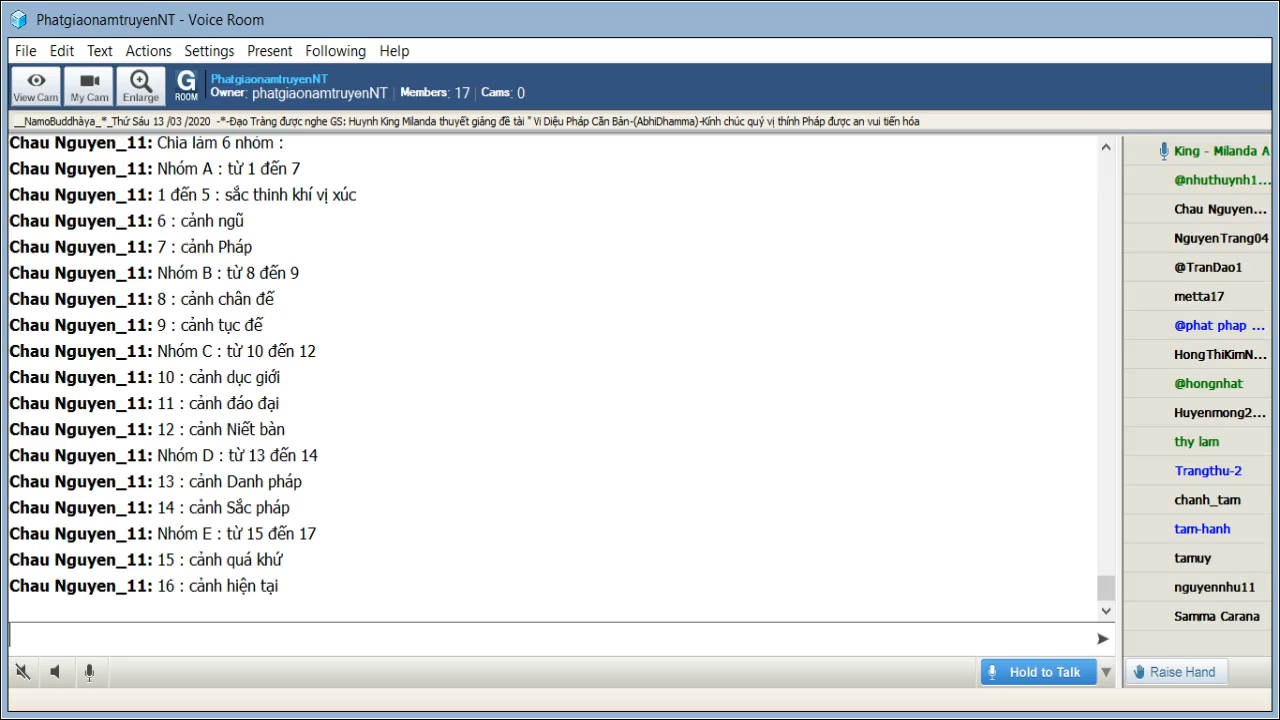 PhatgiaonamtruyenNT - Voice Room
File Edit Text Actions Settings Present Following Help
View Cam My Cam Enlarge G ROOM
PhatgiaonamtruyenNT
Owner: phatgiaonamtruyenNT Members: 17 Cams: 0
__NamoBuddhàya_*_Thứ Sáu 13 /03 /2020 -*-Đạo Tràng được nghe GS: Huynh King Milanda thuyết giảng đề tài " Vi Diệu Pháp Căn Bản-(AbhiDhamma)-Kính chúc quý vị thính Pháp được an vui tiến hóa
Chau Nguyen_11: Chia làm 6 nhóm :
Chau Nguyen_11: Nhóm A : từ 1 đến 7
Chau Nguyen_11: 1 đến 5 : sắc thinh khí vị xúc
Chau Nguyen_11: 6 : cảnh ngũ
Chau Nguyen_11: 7 : cảnh Pháp
Chau Nguyen_11: Nhóm B : từ 8 đến 9
Chau Nguyen_11: 8 : cảnh chân đế
Chau Nguyen_11: 9 : cảnh tục đế
Chau Nguyen_11: Nhóm C : từ 10 đến 12
Chau Nguyen_11: 10 : cảnh dục giới
Chau Nguyen_11: 11 : cảnh đáo đại
Chau Nguyen_11: 12 : cảnh Niết bàn
Chau Nguyen_11: Nhóm D : từ 13 đến 14
Chau Nguyen_11: 13 : cảnh Danh pháp
Chau Nguyen_11: 14 : cảnh Sắc pháp
Chau Nguyen_11: Nhóm E : từ 15 đến 17
Chau Nguyen_11: 15 : cảnh quá khứ
Chau Nguyen_11: 16 : cảnh hiện tại
King - Milanda A
@nhuthuynh1...
Chau Nguyen...
NguyenTrang04
@TranDao1
metta17
@phat phap ...
HongThiKimN...
@hongnhat
Huyenmong2...
thy lam
Trangthu-2
chanh_tam
tam-hanh
tamuy
nguyennhu11
Samma Carana
Hold to Talk
Raise Hand